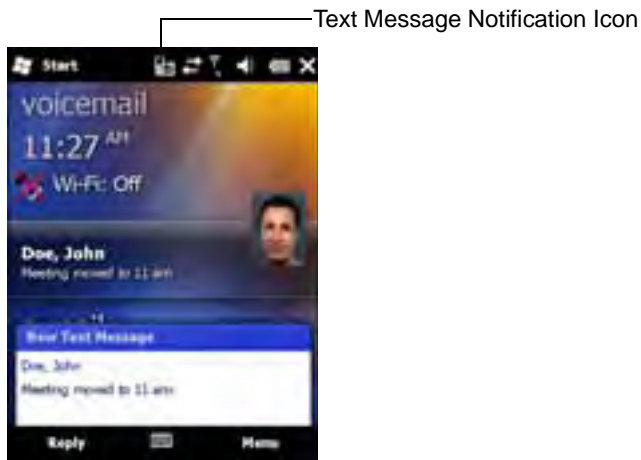 Text Message Notification Icon
Start
voicemail
11:27 AM
Wi-Fi: Off
Doe, John
Meeting moved to 11 am
New Text Message
Doe, John
Meeting moved to 11 am
Reply
Menu